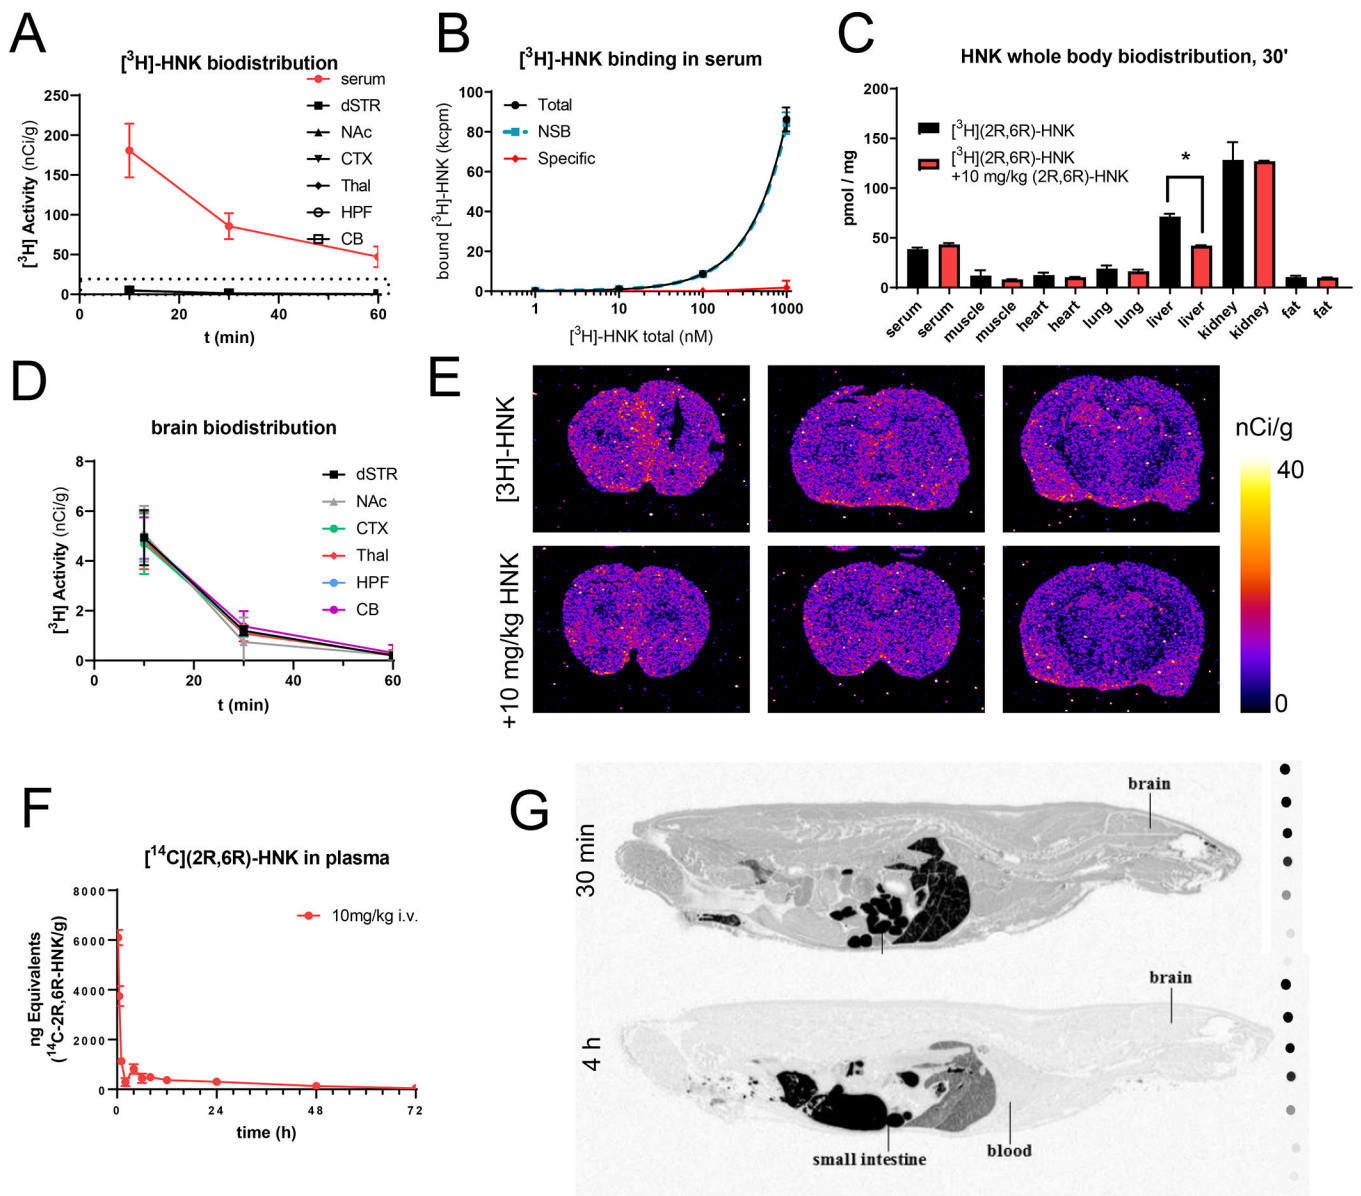 A
[³H]-HNK biodistribution
serum
dSTR
NAc
CTX
Thal
HPF
CB
[³H] Activity (nCi/g)
250
200
150
100
50
0
0
20
40
60
t (min)
B
[³H]-HNK binding in serum
Total
NSB
Specific
bound [³H]-HNK (kcpm)
100
80
60
40
20
0
1
10
100
1000
[³H]-HNK total (nM)
C
HNK whole body biodistribution, 30'
[³H](2R,6R)-HNK
[³H](2R,6R)-HNK
+10 mg/kg (2R,6R)-HNK
*
pmol / mg
200
150
100
50
0
serum
serum
muscle
muscle
heart
heart
lung
lung
liver
liver
kidney
kidney
fat
fat
D
brain biodistribution
dSTR
NAc
CTX
Thal
HPF
CB
[³H] Activity (nCi/g)
8
6
4
2
0
0
20
40
60
t (min)
E
[3H]-HNK
+10 mg/kg HNK
nCi/g
40
0
F
[¹⁴C](2R,6R)-HNK in plasma
10mg/kg i.v.
ng Equivalents
(¹⁴C-2R,6R-HNK/g)
8000
6000
4000
2000
0
0
24
48
72
time (h)
G
30 min
brain
4 h
brain
small intestine
blood